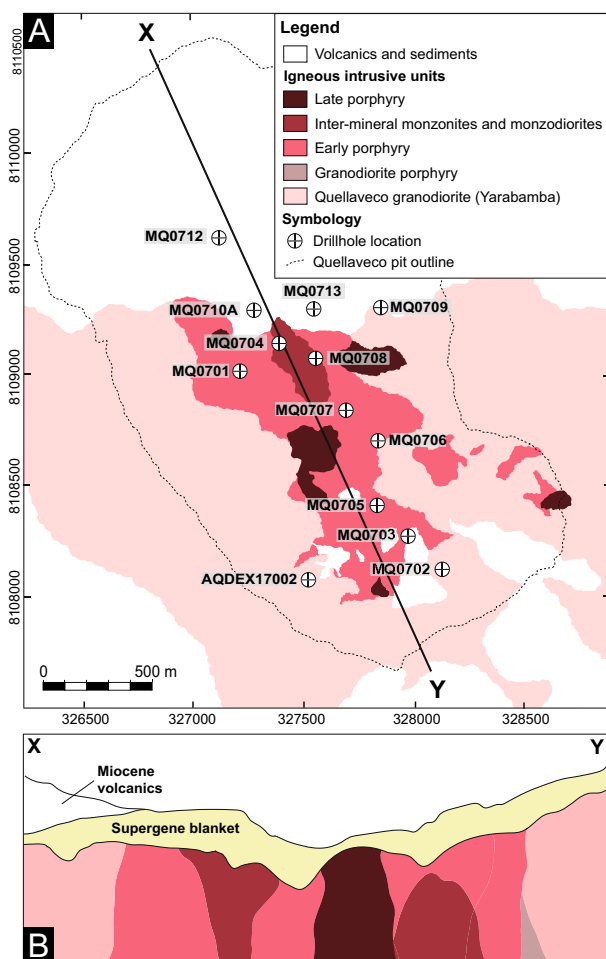 A
X
Legend
Volcanics and sediments
Igneous intrusive units
Late porphyry
Inter-mineral monzonites and monzodiorites
Early porphyry
Granodiorite porphyry
Quellaveco granodiorite (Yarabamba)
Symbology
Drillhole location
Quellaveco pit outline
8110500
8110000
8109500
8109000
8108500
8108000
MQ0712
MQ0713
MQ0710A
MQ0709
MQ0704
MQ0708
MQ0701
MQ0707
MQ0706
MQ0705
MQ0703
MQ0702
AQDEX17002
0 500 m
Y
326500 327000 327500 328000 328500
X Y
Miocene
volcanics
Supergene blanket
B